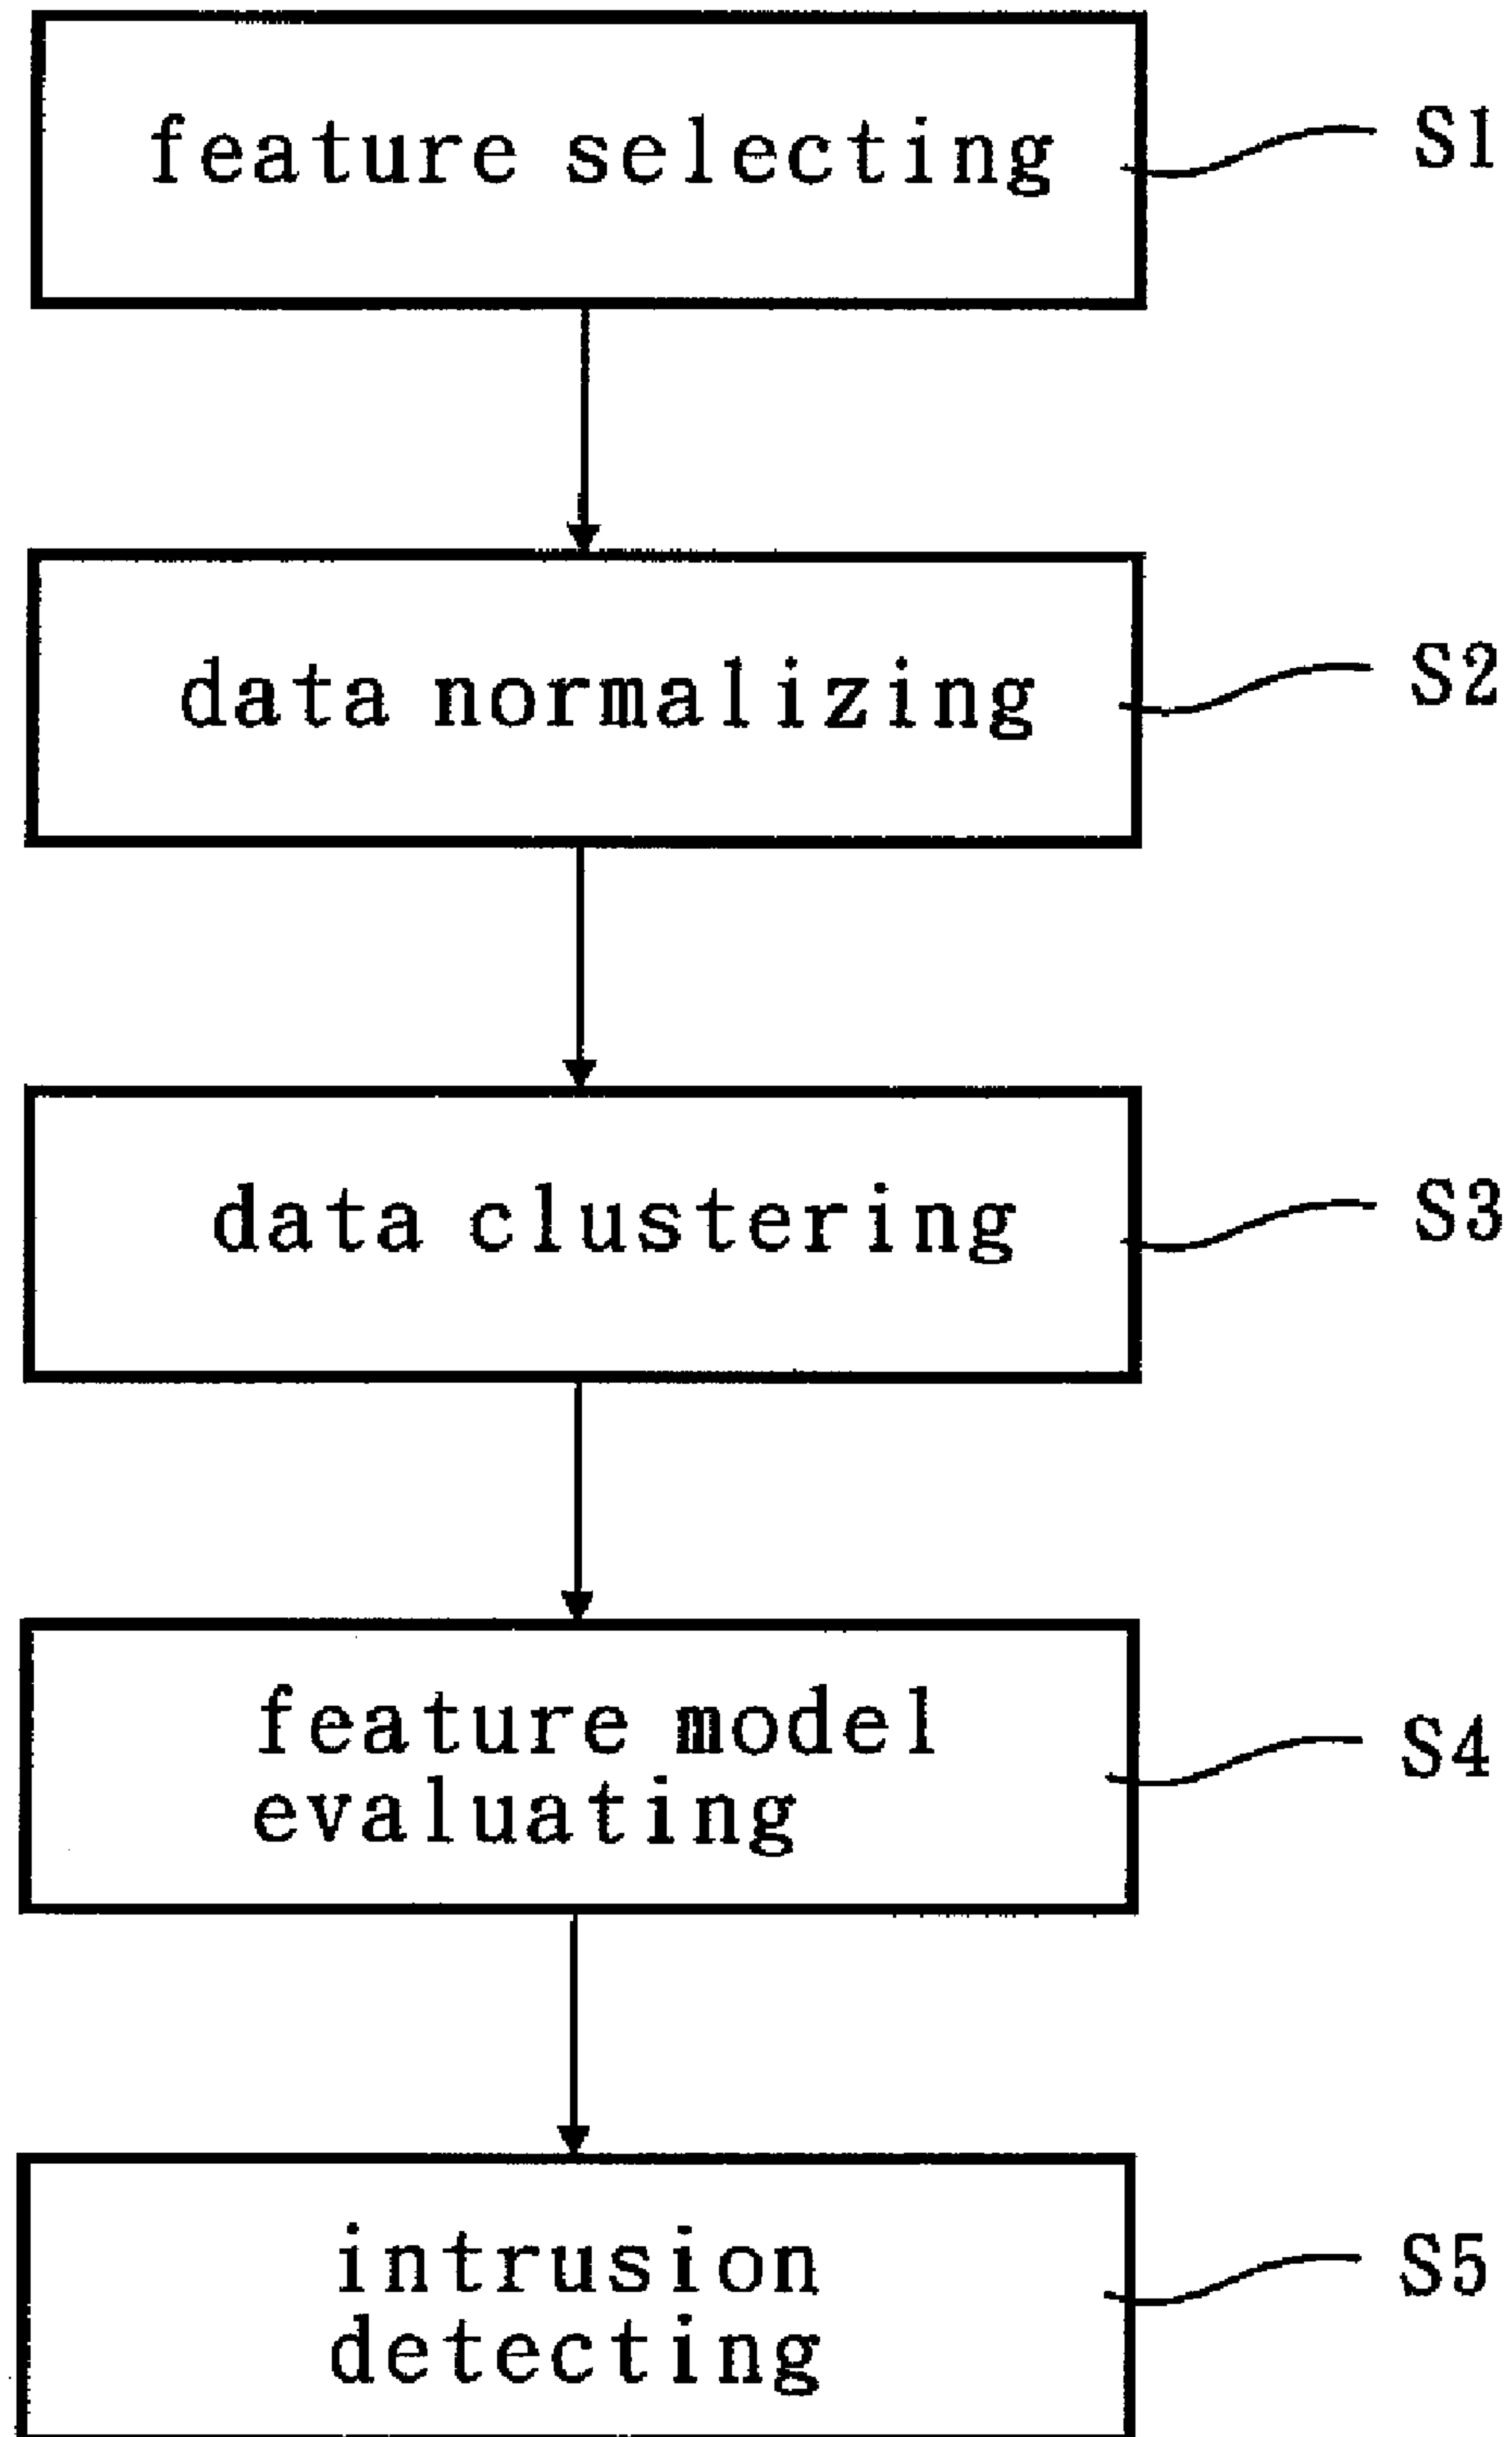 feature selecting
S1
data normalizing
S2
data clustering
S3
feature model
evaluating
S4
intrusion
detecting
S5